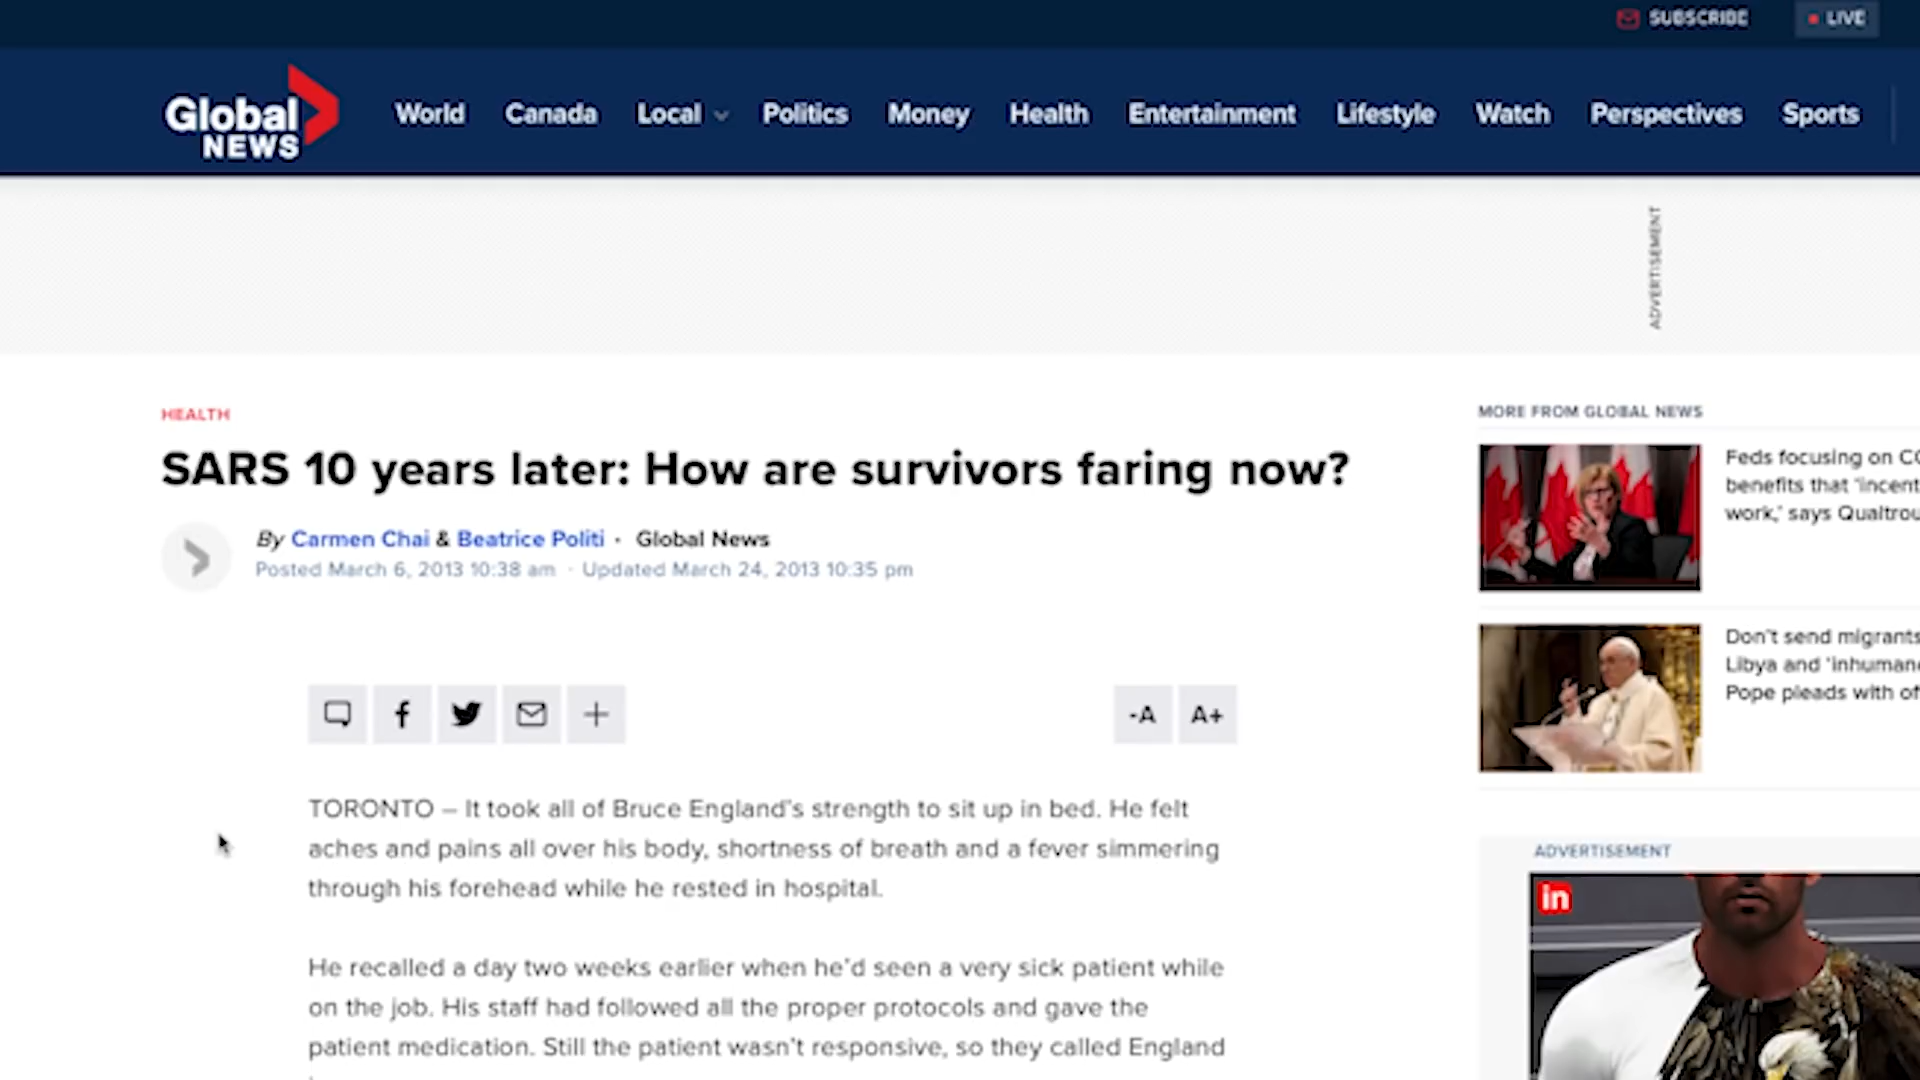 SUBSCRIBE
LIVE
Global
NEWS
World Canada Local Politics Money Health Entertainment Lifestyle Watch Perspectives Sports
ADVERTISEMENT
HEALTH
SARS 10 years later: How are survivors faring now?
By Carmen Chai & Beatrice Politi · Global News
Posted March 6, 2013 10:38 am · Updated March 24, 2013 10:35 pm
-A A+
TORONTO – It took all of Bruce England's strength to sit up in bed. He felt
aches and pains all over his body, shortness of breath and a fever simmering
through his forehead while he rested in hospital.
He recalled a day two weeks earlier when he'd seen a very sick patient while
on the job. His staff had followed all the proper protocols and gave the
patient medication. Still the patient wasn't responsive, so they called England
MORE FROM GLOBAL NEWS
Feds focusing on
benefits that 'incent
work,' says Qualtrou
Don't send migrants
Libya and 'inhuman
Pope pleads with of
ADVERTISEMENT
in